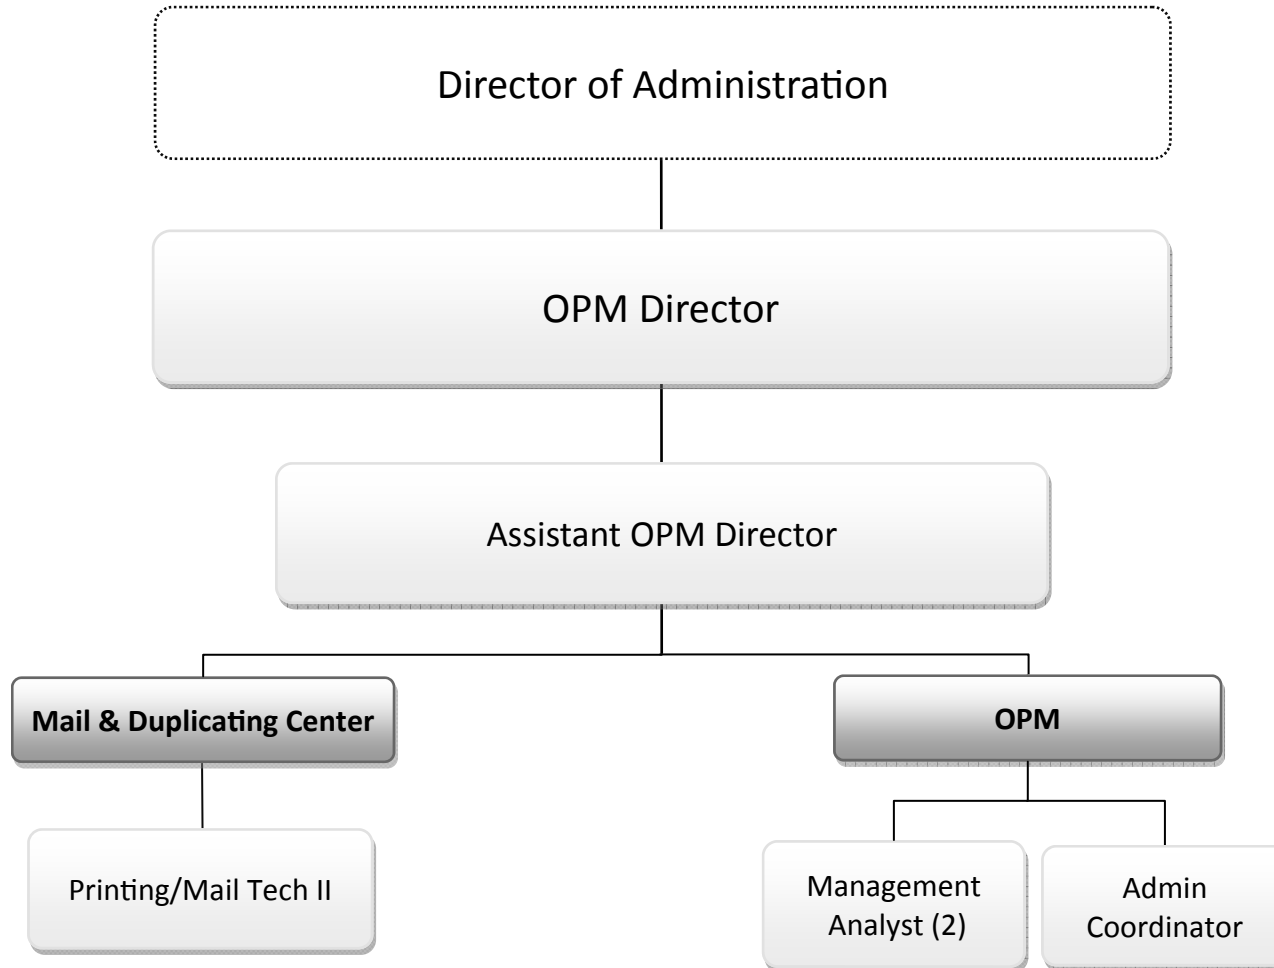 Director of Administration
OPM Director
Assistant OPM Director
Mail & Duplicating Center
OPM
Printing/Mail Tech II
Management
Analyst (2)
Admin
Coordinator